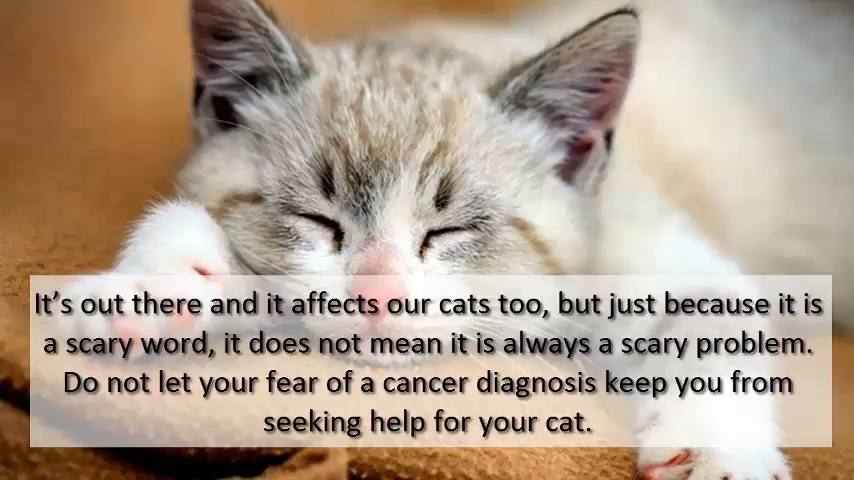 It’s out there and it affects our cats too, but just because it is
a scary word, it does not mean it is always a scary problem.
Do not let your fear of a cancer diagnosis keep you from
seeking help for your cat.